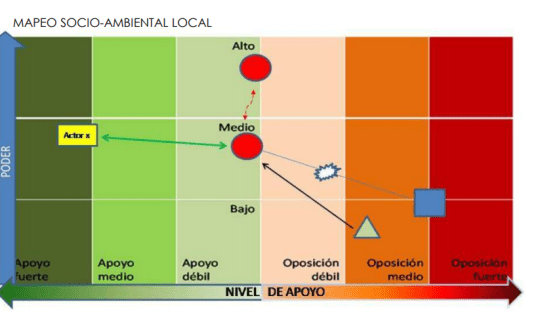 MAPEO SOCIO-AMBIENTAL LOCAL
Alto
Medio
Actor x
PODER
Bajo
Apoyo fuerte
Apoyo medio
Apoyo débil
Oposición débil
Oposición medio
Oposición fuerte
NIVEL DE APOYO